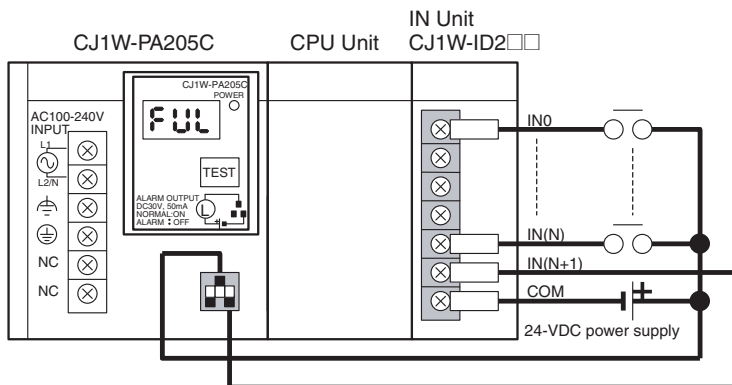 IN Unit
CJ1W-PA205C CPU Unit CJ1W-ID2□□
CJ1W-PA205C
POWER
FUL
AC100-240V
INPUT
L1
L2/N
NC
NC
TEST
ALARM OUTPUT
DC30V, 50mA
NORMAL:ON
ALARM : OFF
L
+
IN0
IN(N)
IN(N+1)
COM
+
24-VDC power supply